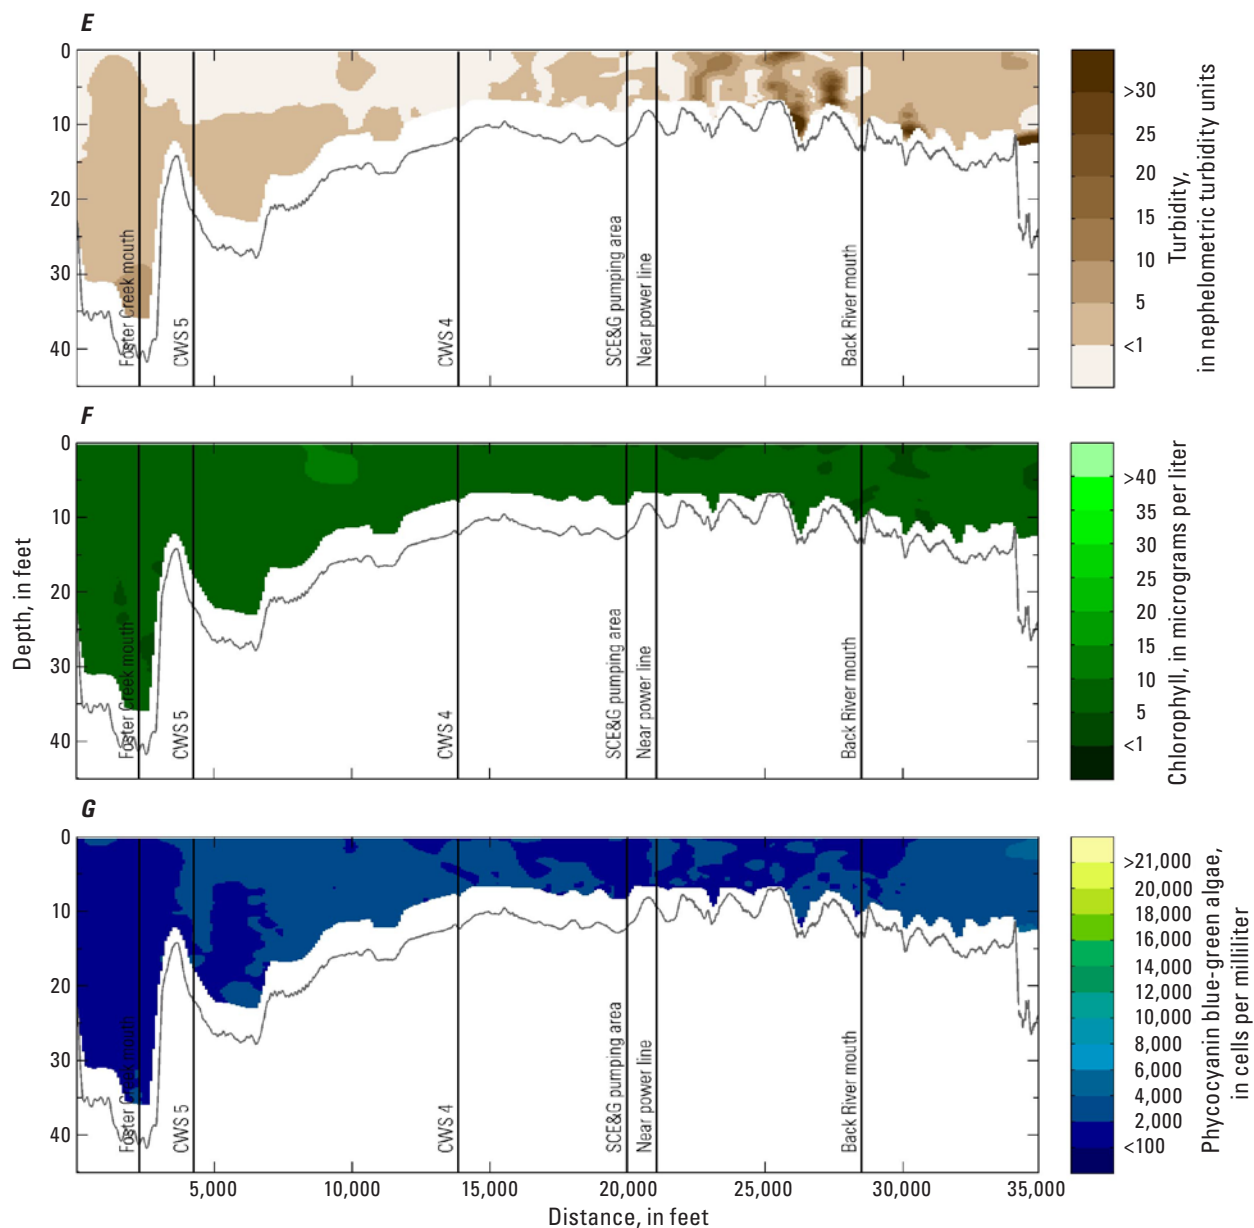 E
0
10
20
30
40
Foster Creek mouth
CWS 5
CWS 4
SCE&G pumping area
Near power line
Back River mouth
>30
25
20
15
10
5
<1
Turbidity,
in nephelometric turbidity units
F
0
10
20
30
40
Depth, in feet
Foster Creek mouth
CWS 5
CWS 4
SCE&G pumping area
Near power line
Back River mouth
>40
35
30
25
20
15
10
5
<1
Chlorophyll, in micrograms per liter
G
0
10
20
30
40
Foster Creek mouth
CWS 5
CWS 4
SCE&G pumping area
Near power line
Back River mouth
>21,000
20,000
18,000
16,000
14,000
12,000
10,000
8,000
6,000
4,000
2,000
<100
Phycocyanin blue-green algae,
in cells per milliliter
5,000 10,000 15,000 20,000 25,000 30,000 35,000
Distance, in feet